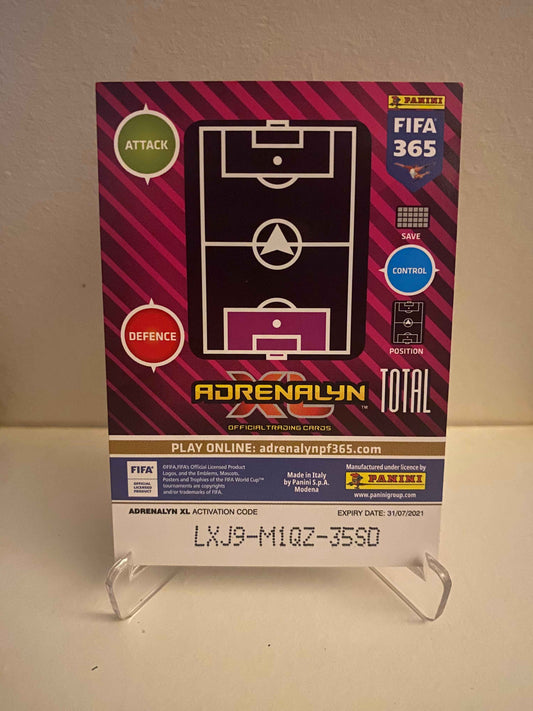 PANINI
FIFA
365
ATTACK
SAVE
CONTROL
DEFENCE
POSITION
ADRENALYN
XL
TM
OFFICIAL TRADING CARDS
TOTAL
PLAY ONLINE: adrenalynpf365.com
FIFA®
OFFICIAL
LICENSED
PRODUCT
©FIFA,FIFA's Official Licensed Product
Logos, and the Emblems, Mascots,
Posters and Trophies of the FIFA World Cup™
tournaments are copyrights
and/or trademarks of FIFA.
Made in Italy
by Panini S.p.A.
Modena
Manufactured under licence by
PANINI
www.paninigroup.com
ADRENALYN XL ACTIVATION CODE
EXPIRY DATE: 31/07/2021
LXJ9-M1QZ-35SD